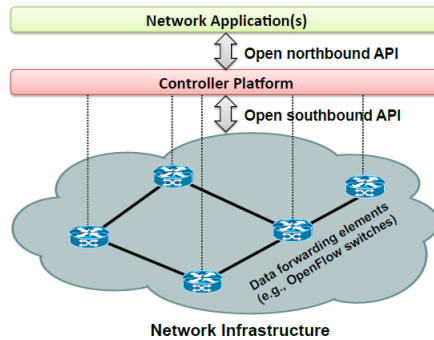 Network Application(s)
Open northbound API
Controller Platform
Open southbound API
Data forwarding elements
(e.g., OpenFlow switches)
Network Infrastructure